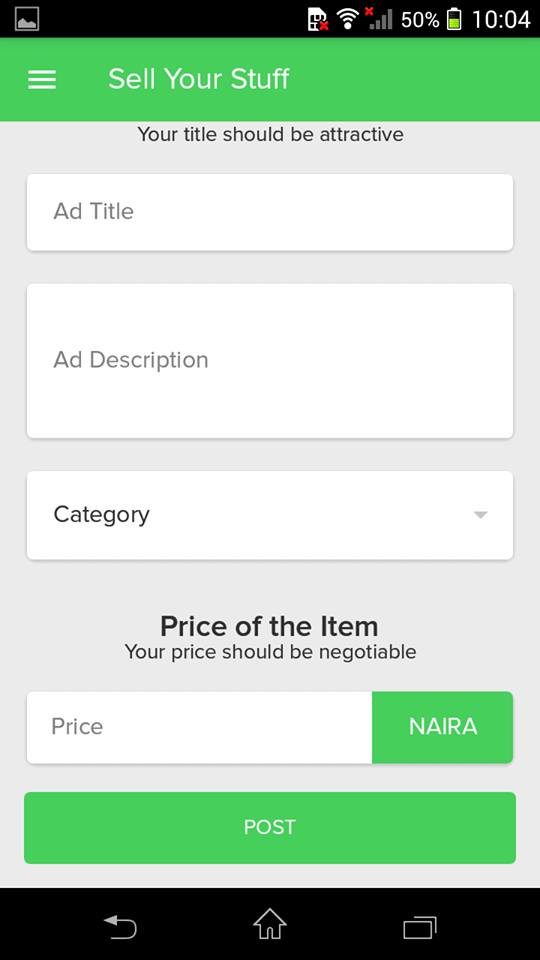 50% 10:04
Sell Your Stuff
Your title should be attractive
Ad Title
Ad Description
Category
Price of the Item
Your price should be negotiable
Price NAIRA
POST